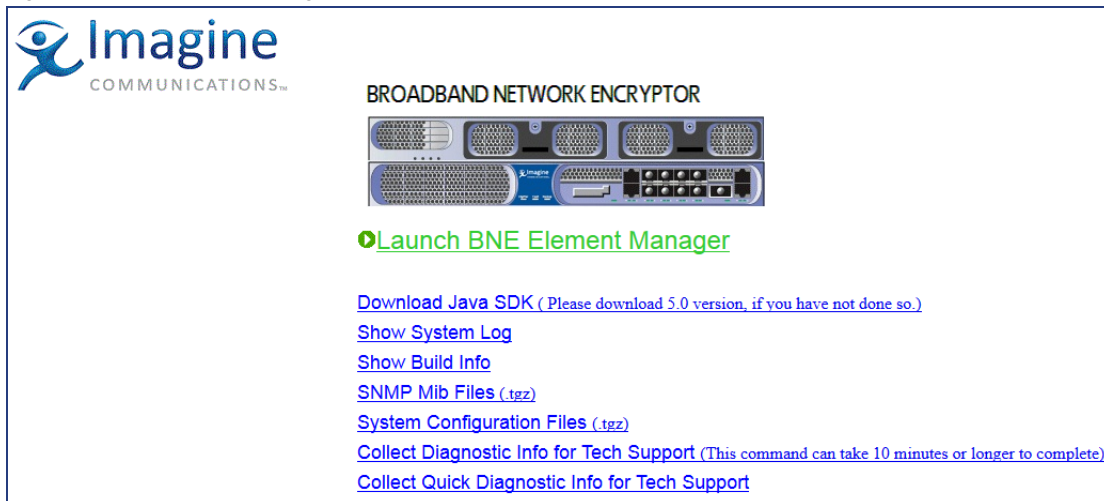 Imagine
COMMUNICATIONS™
BROADBAND NETWORK ENCRYPTOR
Imagine
Launch BNE Element Manager
Download Java SDK ( Please download 5.0 version, if you have not done so.)
Show System Log
Show Build Info
SNMP Mib Files (.tgz)
System Configuration Files (.tgz)
Collect Diagnostic Info for Tech Support (This command can take 10 minutes or longer to complete)
Collect Quick Diagnostic Info for Tech Support